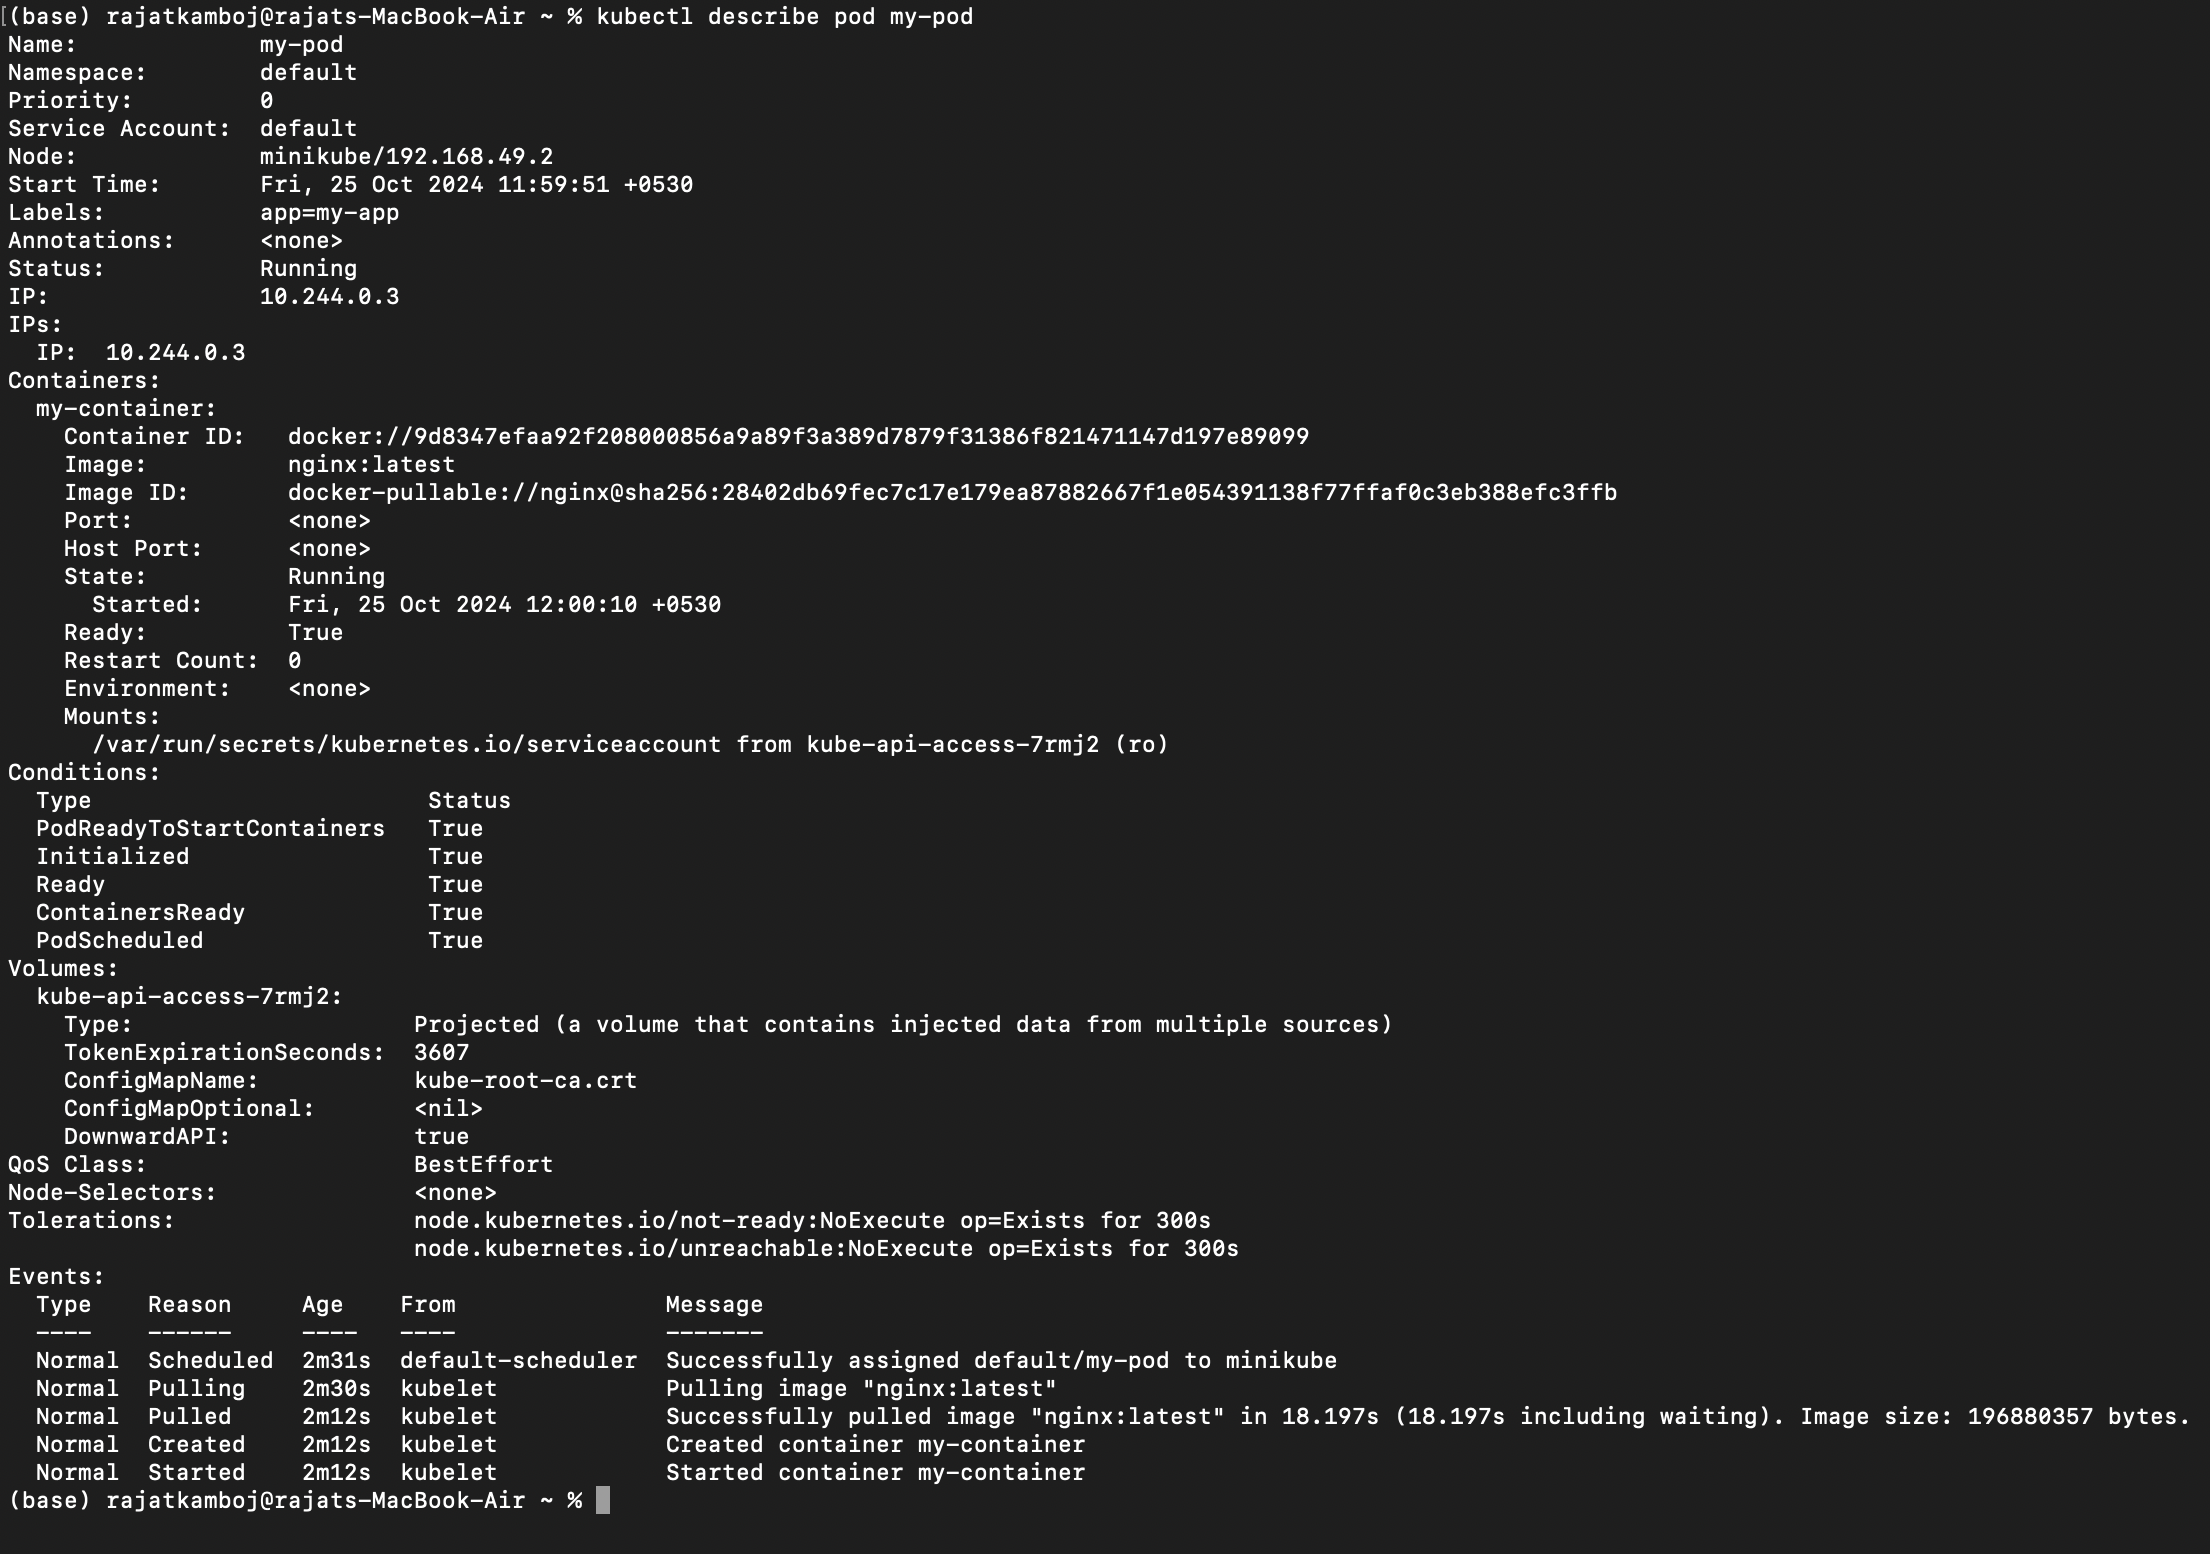 (base) rajatkamboj@rajats-MacBook-Air ~ % kubectl describe pod my-pod
Name:             my-pod
Namespace:        default
Priority:         0
Service Account:  default
Node:             minikube/192.168.49.2
Start Time:       Fri, 25 Oct 2024 11:59:51 +0530
Labels:           app=my-app
Annotations:      <none>
Status:           Running
IP:               10.244.0.3
IPs:
  IP:  10.244.0.3
Containers:
  my-container:
    Container ID:   docker://9d8347efaa92f208000856a9a89f3a389d7879f31386f821471147d197e89099
    Image:          nginx:latest
    Image ID:       docker-pullable://nginx@sha256:28402db69fec7c17e179ea87882667f1e054391138f77ffaf0c3eb388efc3ffb
    Port:           <none>
    Host Port:      <none>
    State:          Running
      Started:      Fri, 25 Oct 2024 12:00:10 +0530
    Ready:          True
    Restart Count:  0
    Environment:    <none>
    Mounts:
      /var/run/secrets/kubernetes.io/serviceaccount from kube-api-access-7rmj2 (ro)
Conditions:
  Type                        Status
  PodReadyToStartContainers   True
  Initialized                 True
  Ready                       True
  ContainersReady             True
  PodScheduled                True
Volumes:
  kube-api-access-7rmj2:
    Type:                    Projected (a volume that contains injected data from multiple sources)
    TokenExpirationSeconds:  3607
    ConfigMapName:           kube-root-ca.crt
    ConfigMapOptional:       <nil>
    DownwardAPI:             true
QoS Class:                   BestEffort
Node-Selectors:              <none>
Tolerations:                 node.kubernetes.io/not-ready:NoExecute op=Exists for 300s
                             node.kubernetes.io/unreachable:NoExecute op=Exists for 300s
Events:
  Type    Reason     Age   From               Message
  ----    ------     ----  ----               -------
  Normal  Scheduled  2m31s default-scheduler  Successfully assigned default/my-pod to minikube
  Normal  Pulling    2m30s kubelet            Pulling image "nginx:latest"
  Normal  Pulled     2m12s kubelet            Successfully pulled image "nginx:latest" in 18.197s (18.197s including waiting). Image size: 196880357 bytes.
  Normal  Created    2m12s kubelet            Created container my-container
  Normal  Started    2m12s kubelet            Started container my-container
(base) rajatkamboj@rajats-MacBook-Air ~ %